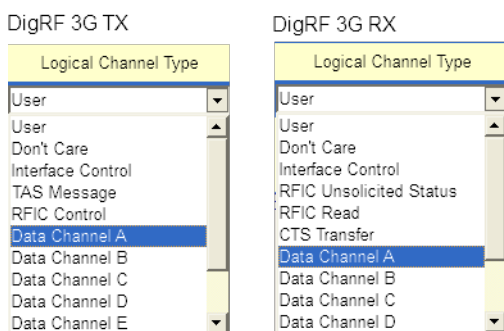 DigRF 3G TX
Logical Channel Type
User
User
Don't Care
Interface Control
TAS Message
RFIC Control
Data Channel A
Data Channel B
Data Channel C
Data Channel D
Data Channel E
DigRF 3G RX
Logical Channel Type
User
User
Don't Care
Interface Control
RFIC Unsolicited Status
RFIC Read
CTS Transfer
Data Channel A
Data Channel B
Data Channel C
Data Channel D